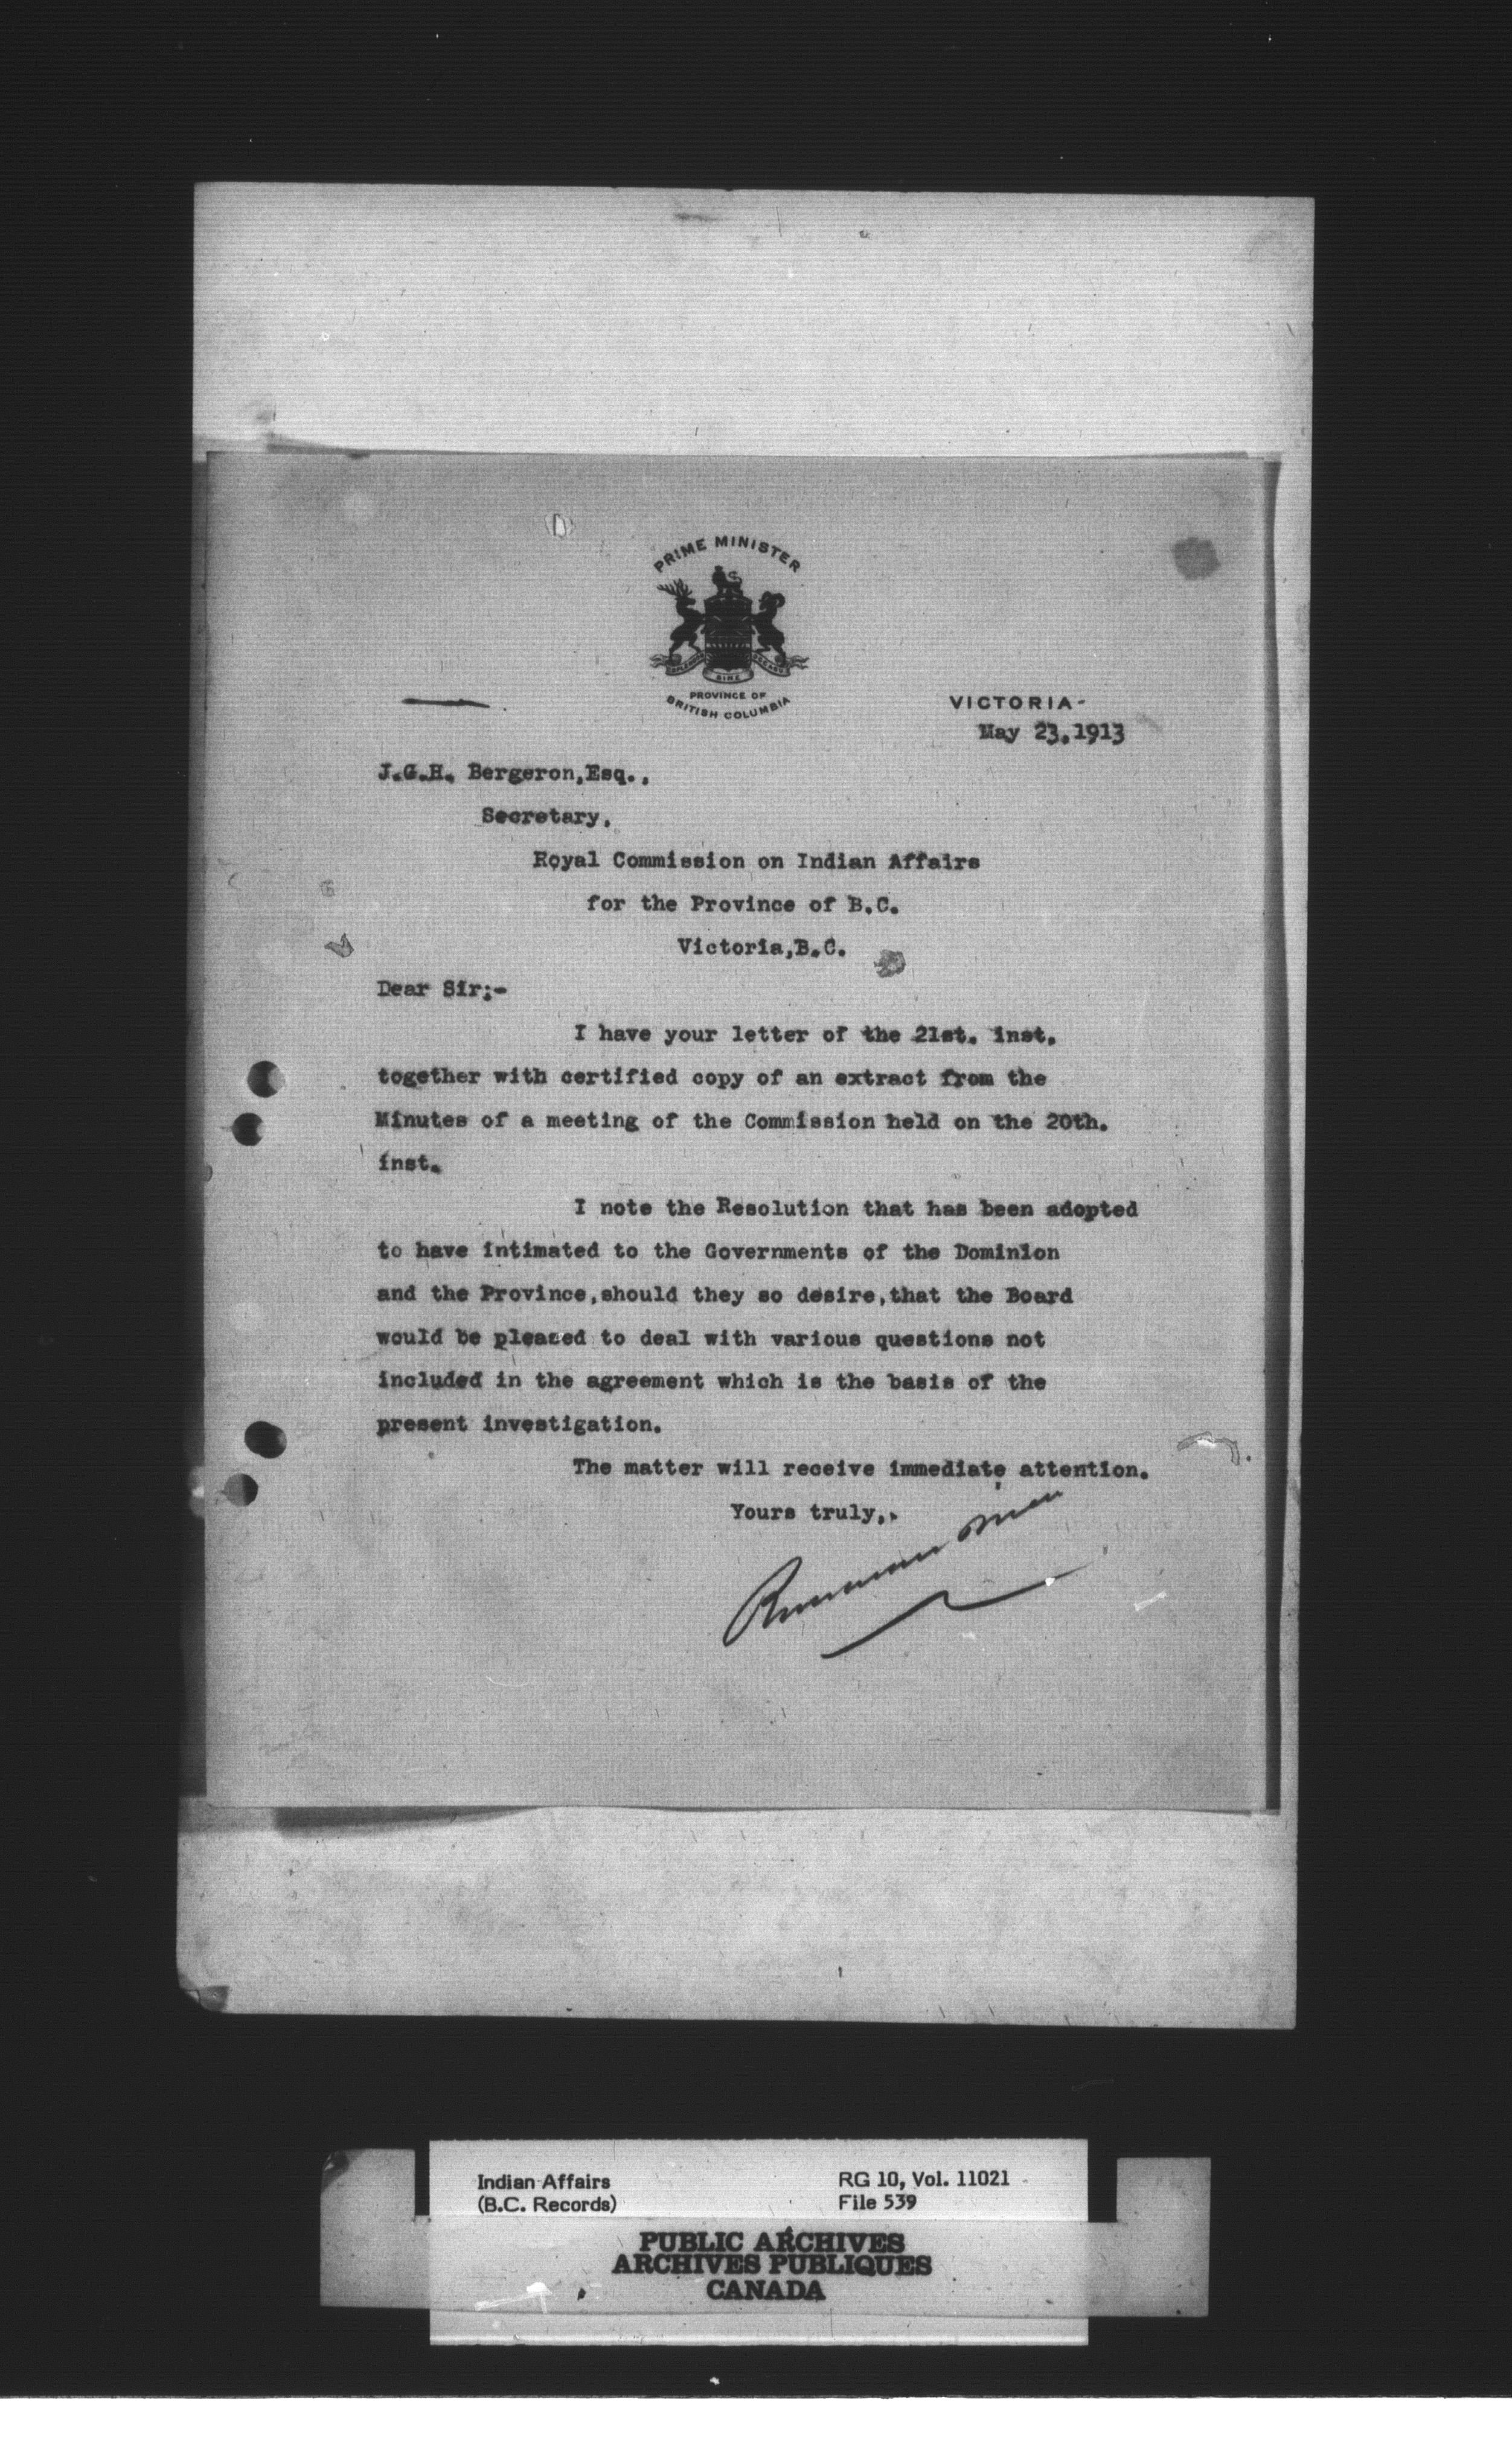 PRIME MINISTER
SINE
PROVINCE OF
BRITISH COLUMBIA
VICTORIA-
May 23.1913
J.G.H. Bergeron,Esq.,
Secretary,
Royal Commission on Indian Affairs
for the Province of B.C.
Victoria,B.C.
Dear Sir;-
I have your letter of the 21st. inst.
together with certified copy of an extract from the
Minutes of a meeting of the Commission held on the 20th.
inst.
I note the Resolution that has been adopted
to have intimated to the Governments of the Dominion
and the Province,should they so desire,that the Board
would be pleased to deal with various questions not
included in the agreement which is the basis of the
present investigation.
The matter will receive immediate attention.
Yours truly,.
Indian Affairs
(B.C. Records)
RG 10, Vol. 11021
File 539
PUBLIC ARCHIVES
ARCHIVES PUBLIQUES
CANADA